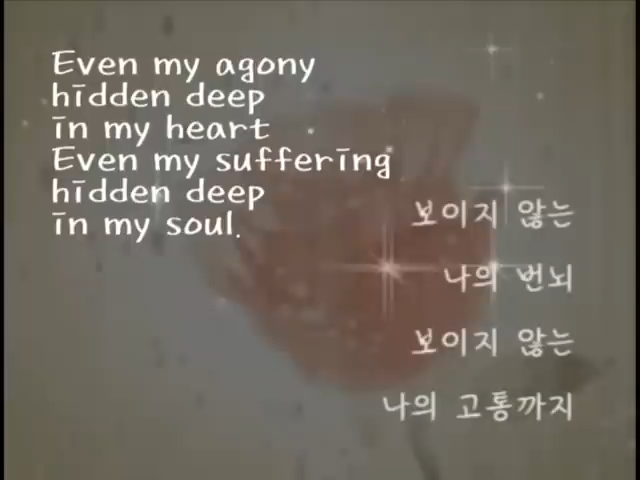 Even my agony
hidden deep
in my heart
Even my suffering
hidden deep
in my soul.
보이지 않는
나의 번뇌
보이지 않는
나의 고통까지